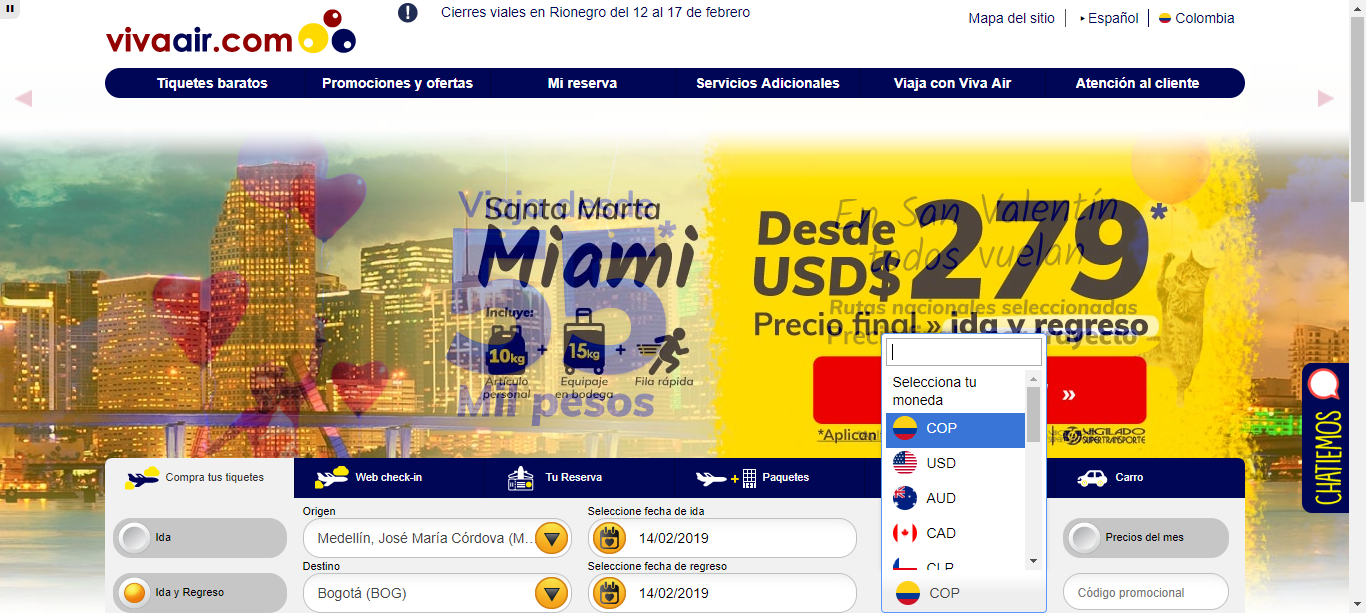 Cierres viales en Rionegro del 12 al 17 de febrero
Mapa del sitio
Español
Colombia
vivaair.com
Tiquetes baratos
Promociones y ofertas
Mi reserva
Servicios Adicionales
Viaja con Viva Air
Atención al cliente
Viaja desde
Santa Marta
Miami
55*
Mil pesos
Incluye:
10kg
+
15kg
+
Artículo
personal
Equipaje
en bodega
Fila rápida
En San Valentín
todos vuelan
Desde
USD$
279*
Rutas nacionales seleccionadas
Precio final » ida y regreso
Precio
trayecto
»
*Aplican
VIGILADO
SUPERTRANSPORTE
CHATIEMOS
Selecciona tu
moneda
COP
USD
AUD
CAD
CLP
COP
Compra tus tiquetes
Web check-in
Tu Reserva
+
Paquetes
Carro
Ida
Ida y Regreso
Origen
Medellín, José María Córdova (M...
Destino
Bogotá (BOG)
Seleccione fecha de ida
14/02/2019
Seleccione fecha de regreso
14/02/2019
Precios del mes
Código promocional